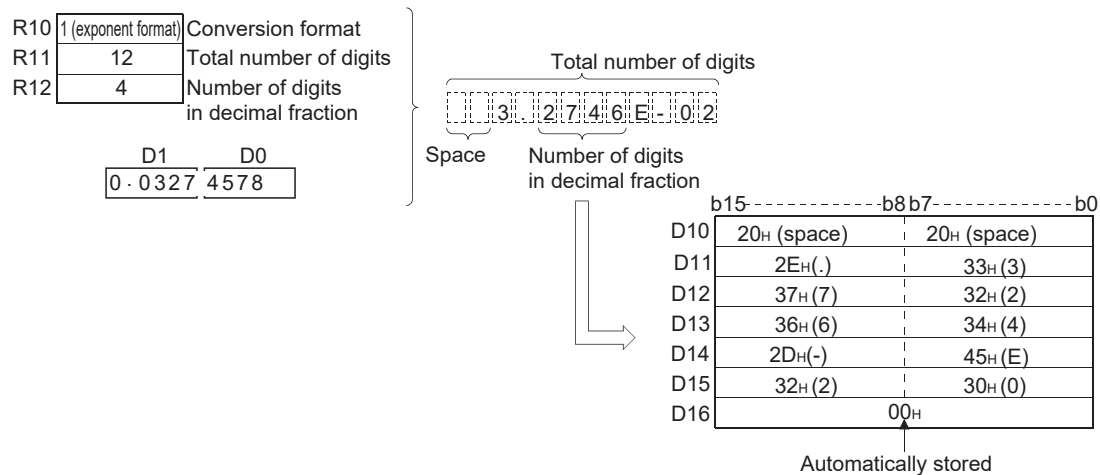 R10 1 (exponent format) Conversion format
R11 12 Total number of digits
R12 4 Number of digits
in decimal fraction
D1 D0
0 · 0327 4578
Total number of digits
3 . 2 7 4 6 E - 0 2
Space
Number of digits
in decimal fraction
b15 b8 b7 b0
D10 20H (space) 20H (space)
D11 2EH(.) 33H (3)
D12 37H (7) 32H (2)
D13 36H (6) 34H (4)
D14 2DH(-) 45H (E)
D15 32H (2) 30H (0)
D16 00H
Automatically stored